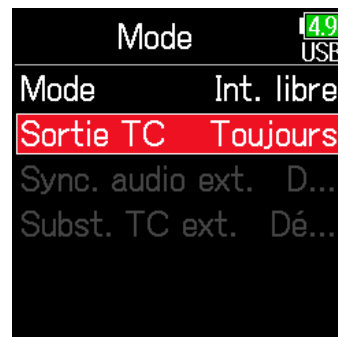 Mode
4.9
USB
Mode Int. libre
Sortie TC Toujours
Sync. audio ext. D...
Subst. TC ext. Dé...